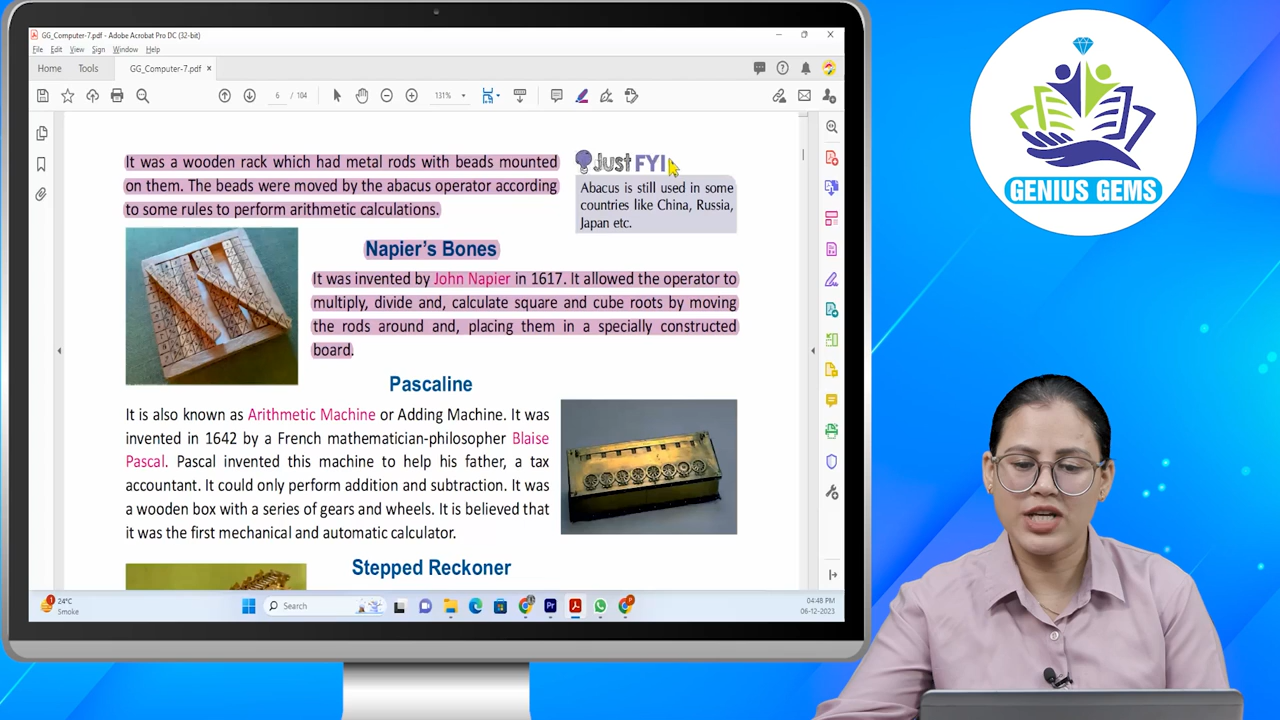 GG_Computer-7.pdf - Adobe Acrobat Pro DC (32-bit)
File Edit View Sign Window Help
Home Tools GG_Computer-7.pdf ×
6 / 104 131%
It was a wooden rack which had metal rods with beads mounted
on them. The beads were moved by the abacus operator according
to some rules to perform arithmetic calculations.
Just FYI
Abacus is still used in some
countries like China, Russia,
Japan etc.
Napier's Bones
It was invented by John Napier in 1617. It allowed the operator to
multiply, divide and, calculate square and cube roots by moving
the rods around and, placing them in a specially constructed
board.
Pascaline
It is also known as Arithmetic Machine or Adding Machine. It was
invented in 1642 by a French mathematician-philosopher Blaise
Pascal. Pascal invented this machine to help his father, a tax
accountant. It could only perform addition and subtraction. It was
a wooden box with a series of gears and wheels. It is believed that
it was the first mechanical and automatic calculator.
Stepped Reckoner
24°C
Smoke
Search
04:48 PM
06-12-2023
GENIUS GEMS